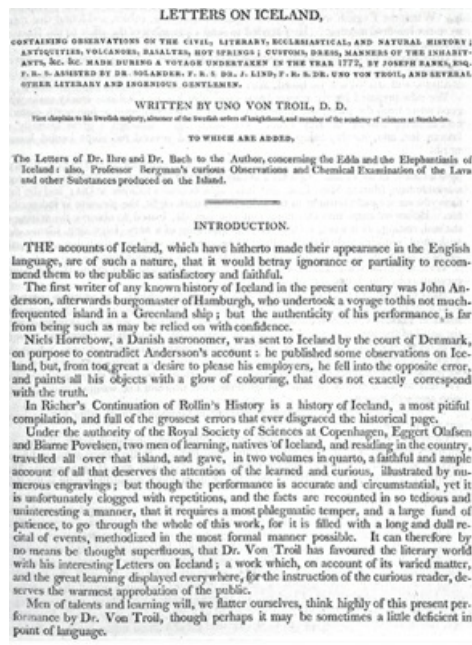 LETTERS ON ICELAND,
CONTAINING OBSERVATIONS ON THE CIVIL, LITERARY, ECCLESIASTICAL, AND NATURAL HISTORY;
ANTIQUITIES, VOLCANOES, BASALTES, HOT SPRINGS; CUSTOMS, DRESS, MANNERS OF THE INHABIT-
ANTS, &c. &c. MADE DURING A VOYAGE UNDERTAKEN IN THE YEAR 1772, BY JOSEPH BANKS, ESQ.
F. R. S. ASSISTED BY DR. SOLANDER, F. R. S. DR. J. LIND, F. R. S. DR. UNO VON TROIL, AND SEVERAL
OTHER LITERARY AND INGENIOUS GENTLEMEN.
WRITTEN BY UNO VON TROIL, D. D.
First chaplain to his Swedish majesty, almoner of the Swedish orders of knighthood, and member of the academy of sciences at Stockholm.
TO WHICH ARE ADDED,
The Letters of Dr. Ihre and Dr. Bach to the Author, concerning the Edda and the Elephantiasis of
Iceland: also, Professor Bergman's curious Observations and Chemical Examination of the Lava
and other Substances produced on the Island.
INTRODUCTION.
THE accounts of Iceland, which have hitherto made their appearance in the English
language, are of such a nature, that it would betray ignorance or partiality to recom-
mend them to the public as satisfactory and faithful.
The first writer of any known history of Iceland in the present century was John An-
dersson, afterwards burgomaster of Hamburgh, who undertook a voyage to this not much-
frequented island in a Greenland ship; but the authenticity of his performance is far
from being such as may be relied on with confidence.
Niels Horrebow, a Danish astronomer, was sent to Iceland by the court of Denmark,
on purpose to contradict Andersson's account: he published some observations on Ice-
land, but, from too great a desire to please his employers, he fell into the opposite error,
and paints all his objects with a glow of colouring, that does not exactly correspond
with the truth.
In Richer's Continuation of Rollin's History is a history of Iceland, a most pitiful
compilation, and full of the grossest errors that ever disgraced the historical page.
Under the authority of the Royal Society of Sciences at Copenhagen, Eggert Olafsen
and Biarne Povelsen, two men of learning, natives of Iceland, and residing in the country,
travelled all over that island, and gave, in two volumes in quarto, a faithful and ample
account of all that deserves the attention of the learned and curious, illustrated by nu-
merous engravings; but though the performance is accurate and circumstantial, yet it
is unfortunately clogged with repetitions, and the facts are recounted in so tedious and
uninteresting a manner, that it requires a most phlegmatic temper, and a large fund of
patience, to go through the whole of this work, for it is filled with a long and dull re-
cital of events, methodized in the most formal manner possible. It can therefore by
no means be thought superfluous, that Dr. Von Troil has favoured the literary world
with his interesting Letters on Iceland; a work which, on account of its varied matter,
and the great learning displayed everywhere, for the instruction of the curious reader, de-
serves the warmest approbation of the public.
Men of talents and learning will, we flatter ourselves, think highly of this present per-
formance by Dr. Von Troil, though perhaps it may be sometimes a little deficient in
point of language.